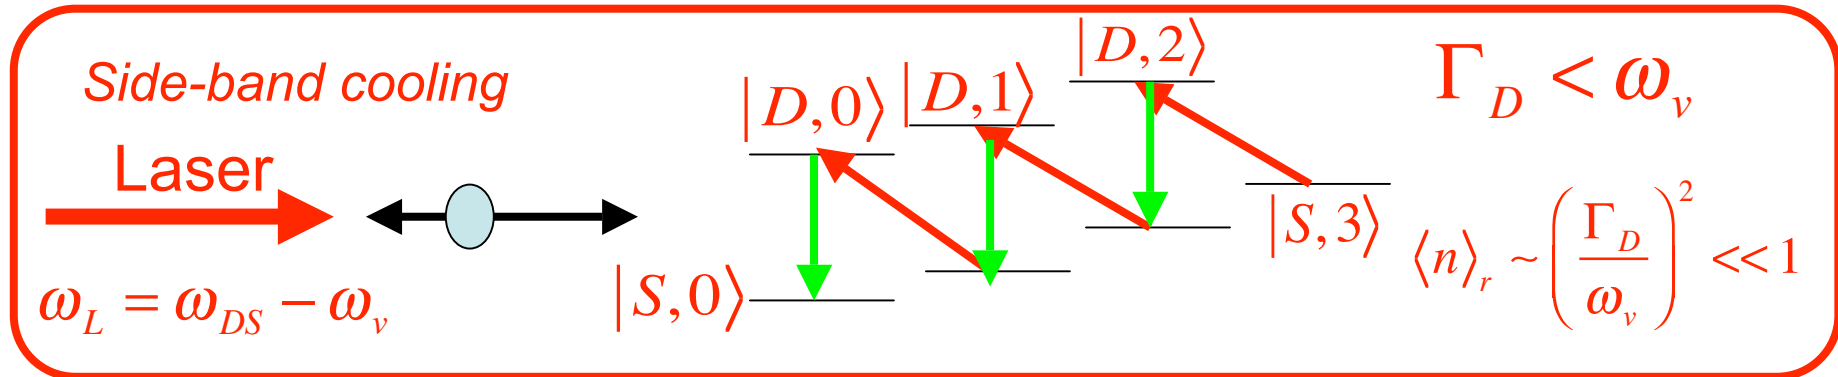 Side-band cooling
Laser
ω_L = ω_DS − ω_v
|S,0⟩
|D,0⟩
|D,1⟩
|D,2⟩
|S,3⟩
Γ_D < ω_v
⟨n⟩_r ~ (Γ_D / ω_v)² << 1